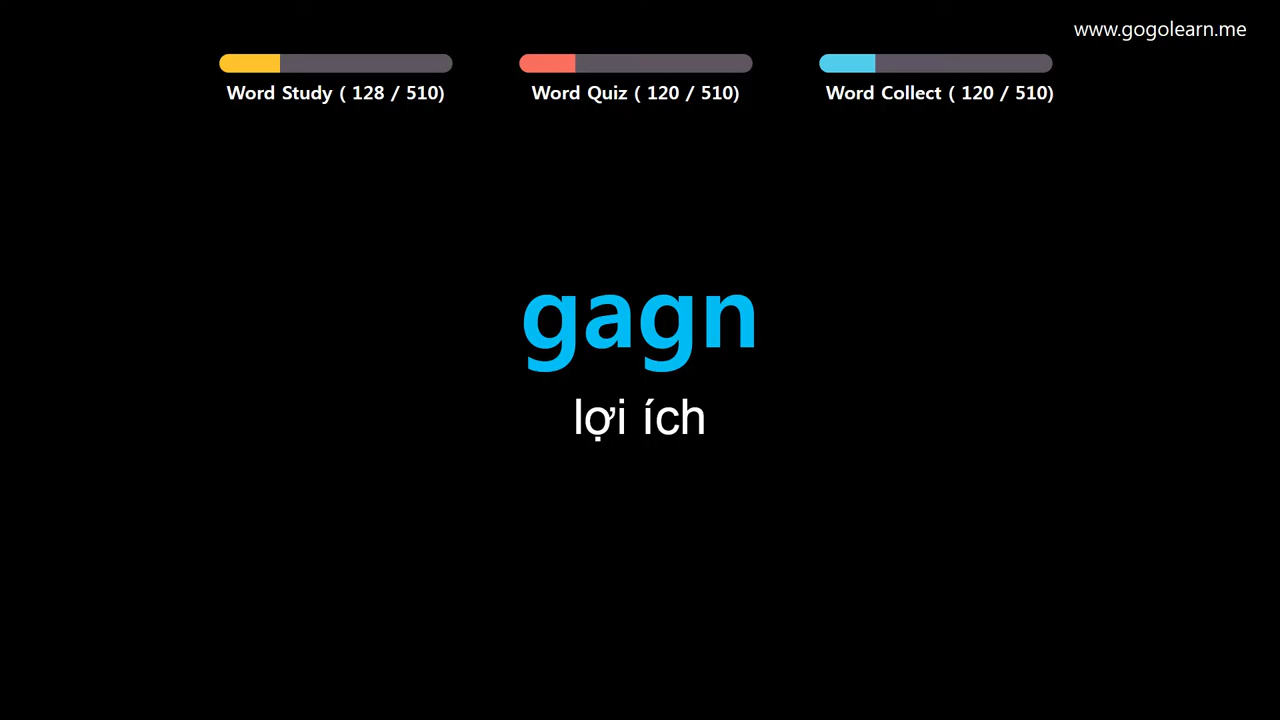 www.gogolearn.me
Word Study ( 128 / 510)
Word Quiz ( 120 / 510)
Word Collect ( 120 / 510)
gagn
lợi ích